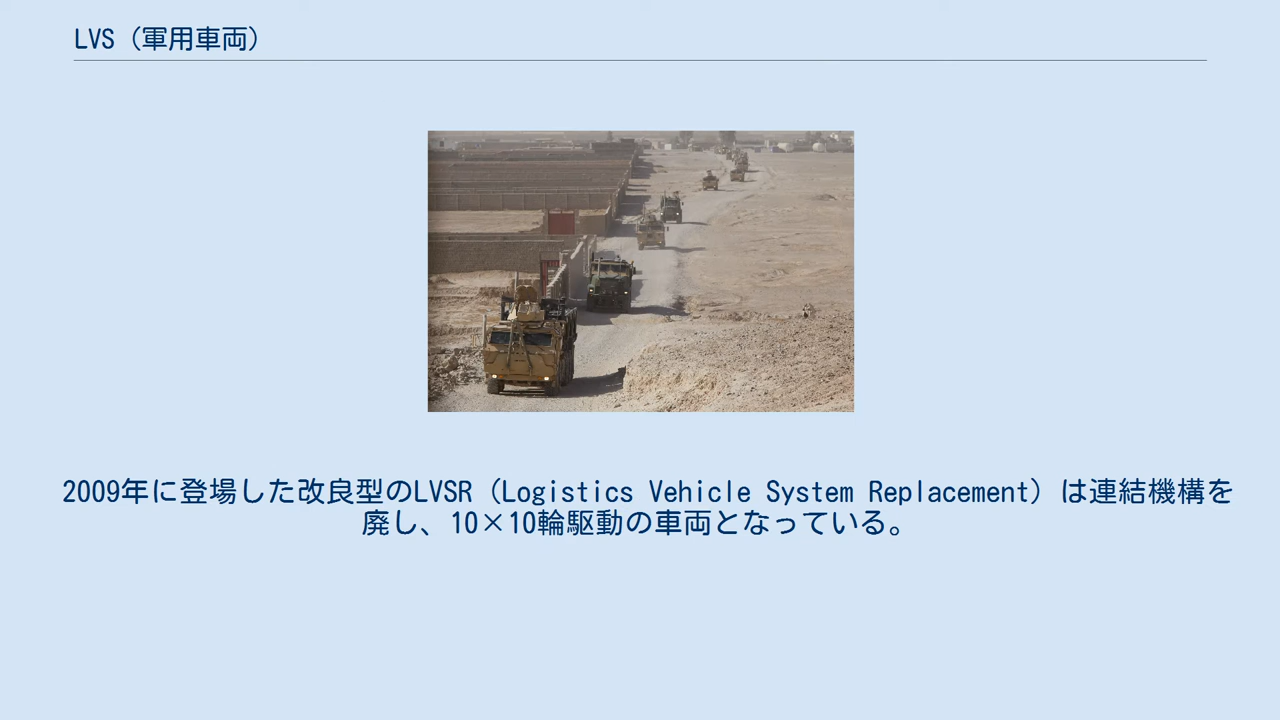 LVS（軍用車両）
2009年に登場した改良型のLVSR（Logistics Vehicle System Replacement）は連結機構を
廃し、10×10輪駆動の車両となっている。